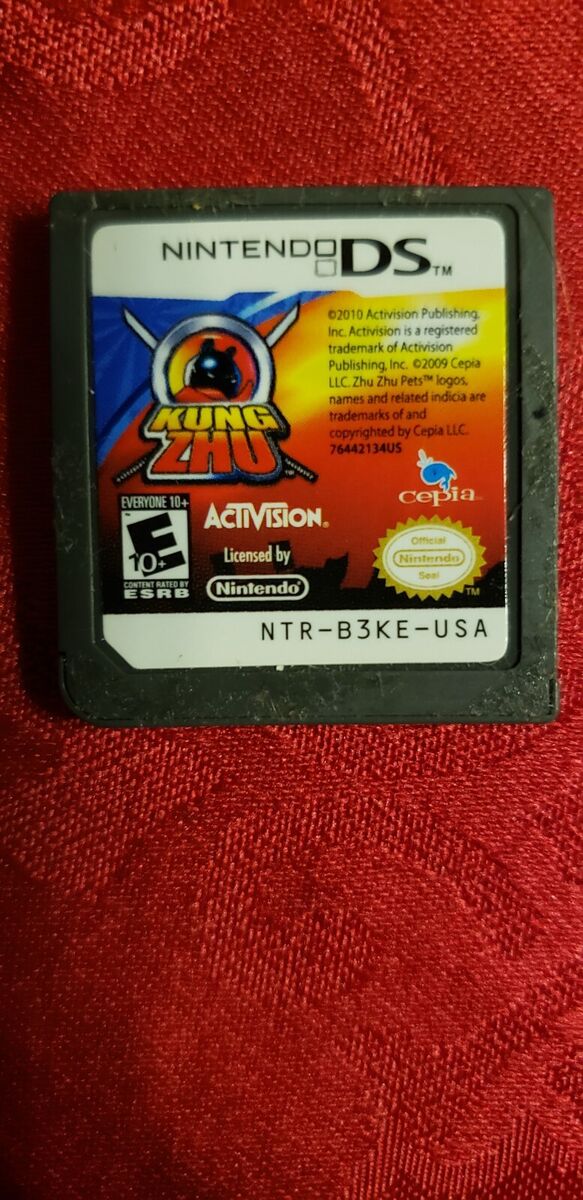 NINTENDO DS™
©2010 Activision Publishing,
Inc. Activision is a registered
trademark of Activision
Publishing, Inc. ©2009 Cepia
LLC. Zhu Zhu Pets™ logos,
names and related indicia are
trademarks of and
copyrighted by Cepia LLC.
76442134US
KUNG
ZHU
cepia
EVERYONE 10+
E
10+
CONTENT RATED BY
ESRB
ACTIVISION®
Licensed by
Nintendo®
Official
Nintendo
Seal
TM
NTR-B3KE-USA